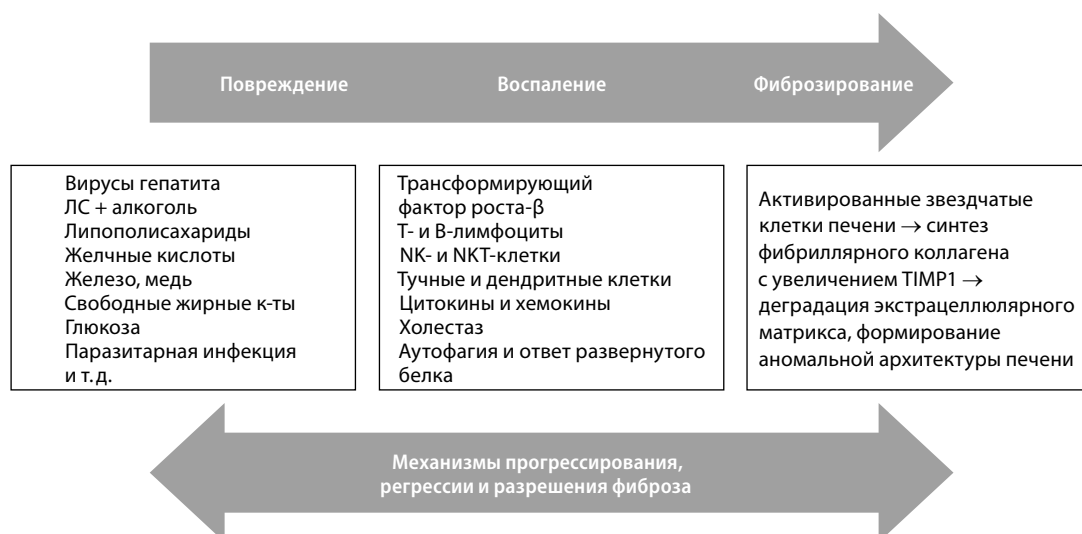 Повреждение
Воспаление
Фиброзирование
Вирусы гепатита
ЛС + алкоголь
Липополисахариды
Желчные кислоты
Железо, медь
Свободные жирные к-ты
Глюкоза
Паразитарная инфекция
и т. д.
Трансформирующий
фактор роста-β
Т- и В-лимфоциты
NK- и NKT-клетки
Тучные и дендритные клетки
Цитокины и хемокины
Холестаз
Аутофагия и ответ развернутого
белка
Активированные звездчатые
клетки печени → синтез
фибриллярного коллагена
с увеличением TIMP1 →
деградация экстрацеллюлярного
матрикса, формирование
аномальной архитектуры печени
Механизмы прогрессирования,
регрессии и разрешения фиброза